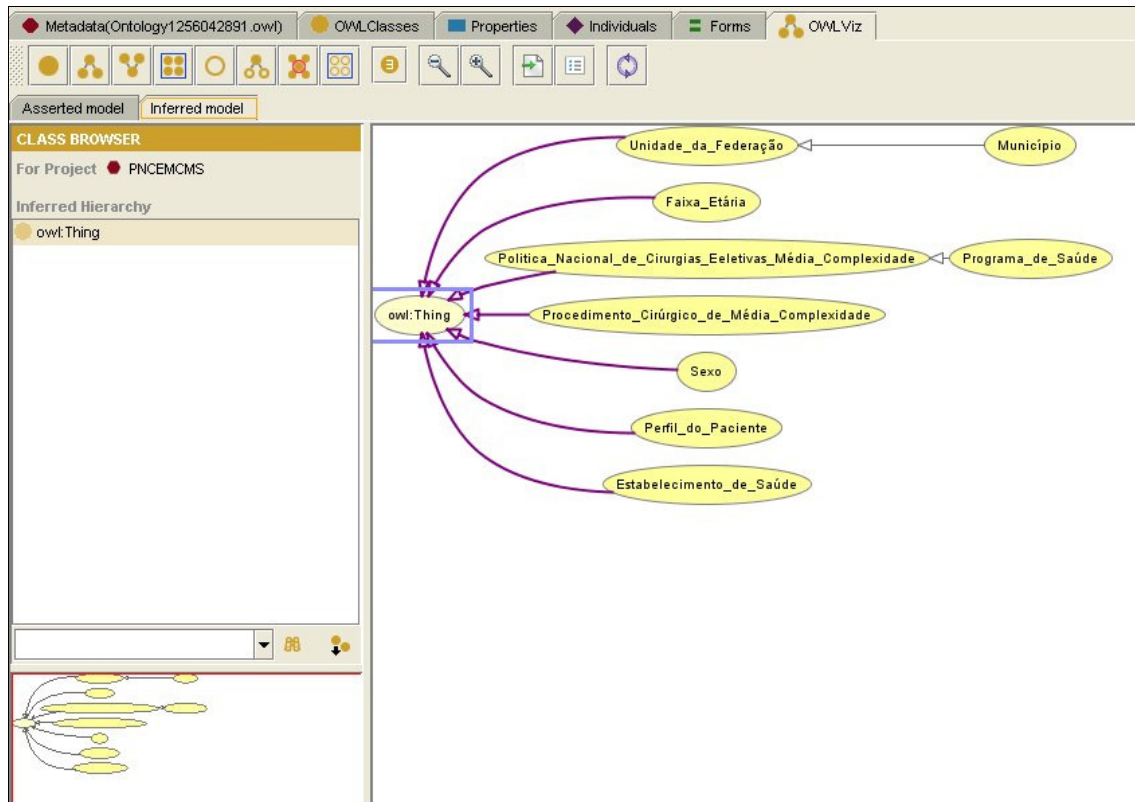 Metadata(Ontology1256042891.owl)
OWLClasses
Properties
Individuals
Forms
OWLViz
Asserted model
Inferred model
CLASS BROWSER
For Project PNCEMCMS
Inferred Hierarchy
owl:Thing
Unidade_da_Federação
Município
Faixa_Etária
Politica_Nacional_de_Cirurgias_Eeletivas_Média_Complexidade
Programa_de_Saúde
owl:Thing
Procedimento_Cirúrgico_de_Média_Complexidade
Sexo
Perfil_do_Paciente
Estabelecimento_de_Saúde